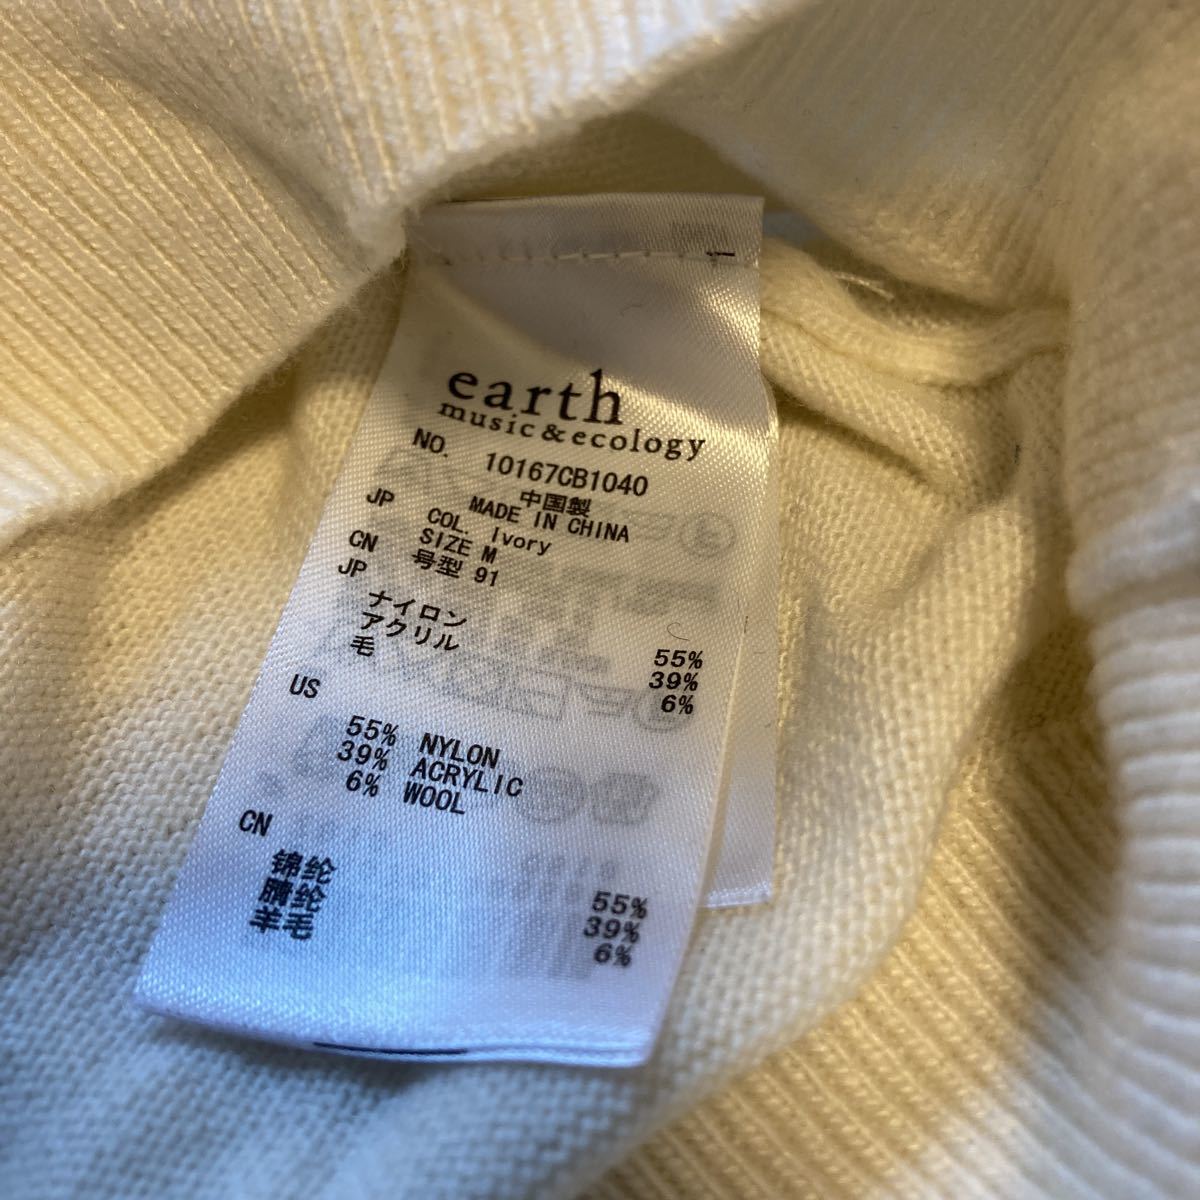 earth
music&ecology
NO. 10167CB1040
中国製
MADE IN CHINA
JP COL. Ivory
SIZE M
CN 号型 91
JP
ナイロン 55%
アクリル 39%
毛 6%
US
55% NYLON
39% ACRYLIC
6% WOOL
CN
锦纶 55%
腈纶 39%
羊毛 6%